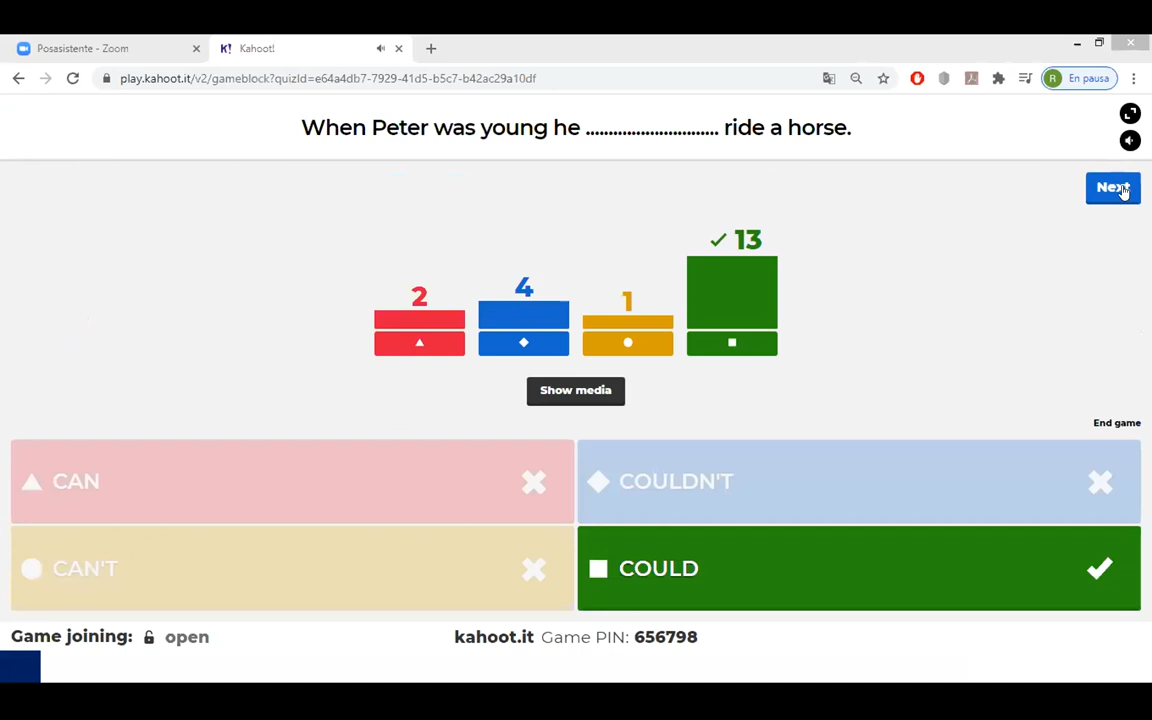 Posasistente - Zoom
K! Kahoot!
play.kahoot.it/v2/gameblock?quizId=e64a4db7-7929-41d5-b5c7-b42ac29a10df
R En pausa
When Peter was young he ............................. ride a horse.
Next
2 4 1 13
Show media
End game
CAN COULDN'T
CAN'T COULD
Game joining: open kahoot.it Game PIN: 656798